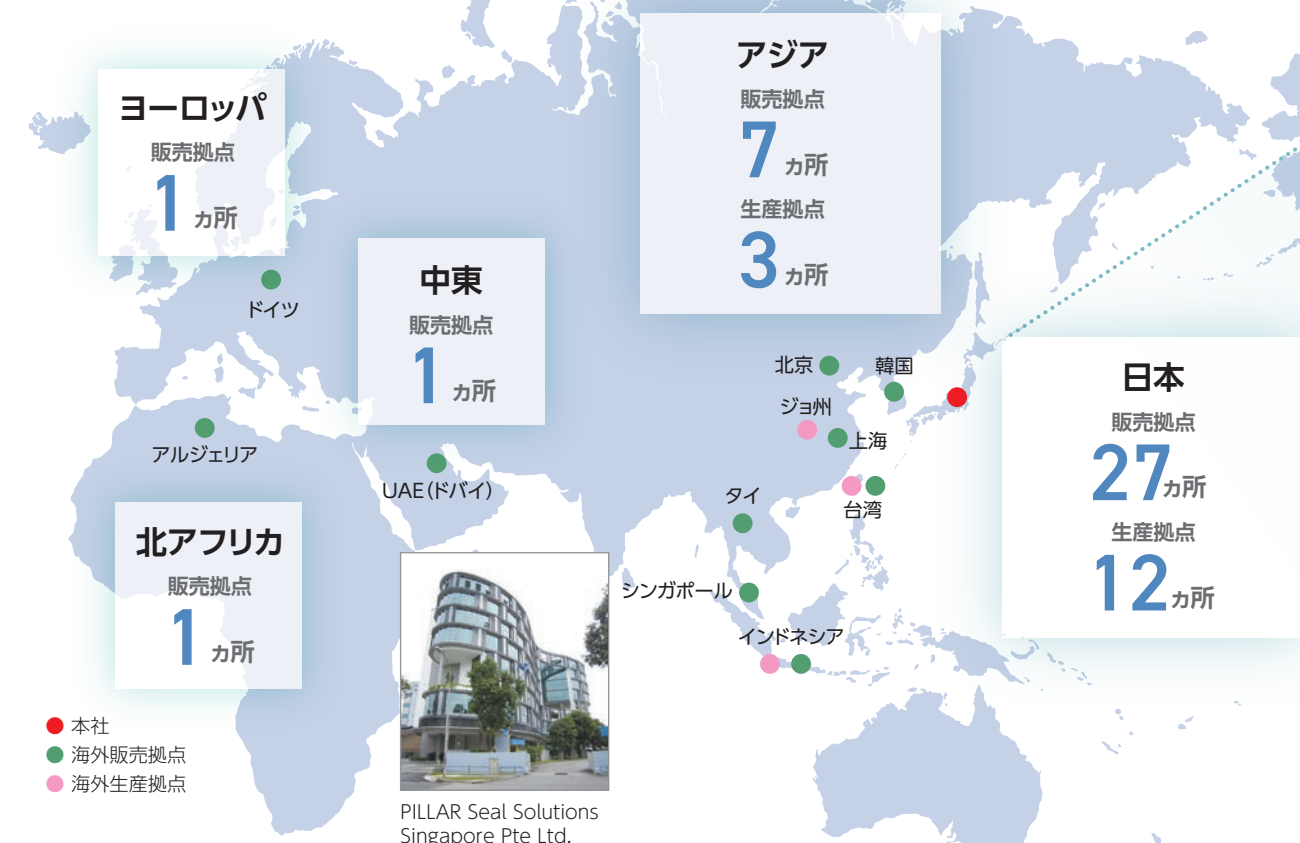 ヨーロッパ
販売拠点
1 ヵ所
ドイツ
中東
販売拠点
1 ヵ所
アジア
販売拠点
7 ヵ所
生産拠点
3 ヵ所
北京
韓国
ジョ州
上海
台湾
タイ
シンガポール
インドネシア
日本
販売拠点
27ヵ所
生産拠点
12ヵ所
アルジェリア
UAE(ドバイ)
北アフリカ
販売拠点
1 ヵ所
本社
海外販売拠点
海外生産拠点
PILLAR Seal Solutions
Singapore Pte Ltd.